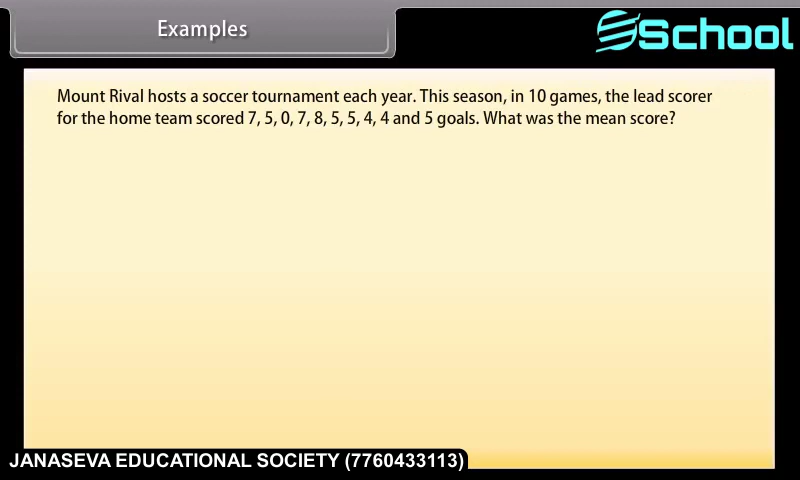 Examples
School
Mount Rival hosts a soccer tournament each year. This season, in 10 games, the lead scorer
for the home team scored 7, 5, 0, 7, 8, 5, 5, 4, 4 and 5 goals. What was the mean score?
JANASEVA EDUCATIONAL SOCIETY (7760433113)